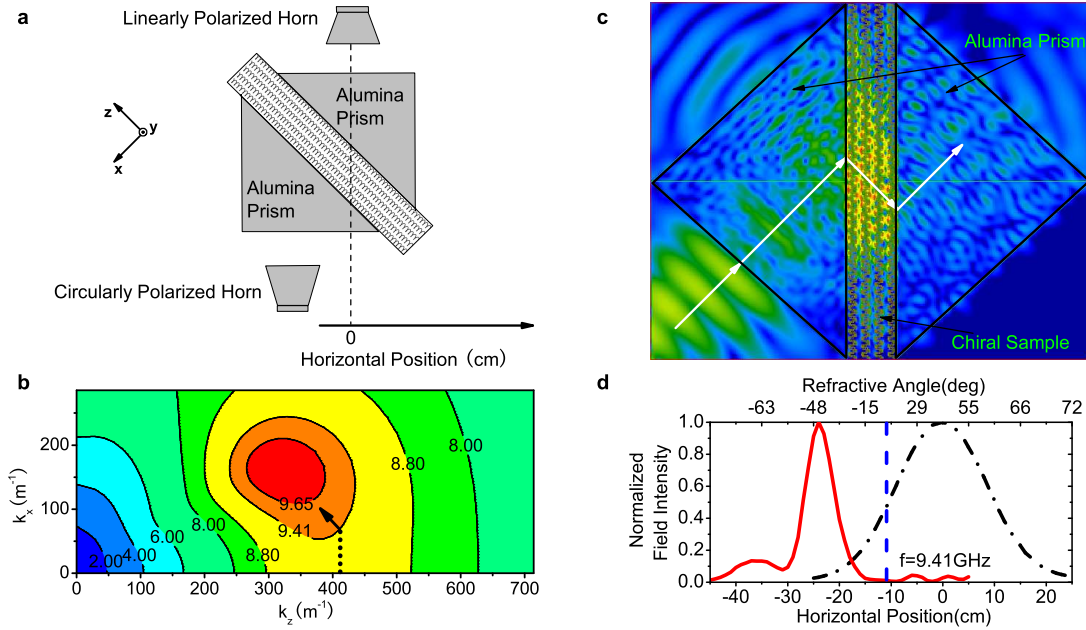 a
Linearly Polarized Horn
Alumina
Prism
z
y
x
Alumina
Prism
Circularly Polarized Horn
0
Horizontal Position (cm)
b
kₓ(m⁻¹)
200
100
0
2.00
4.00
6.00
8.00
8.80
9.41
9.65
8.80
8.00
0 100 200 300 400 500 600 700
k_z(m⁻¹)
c
Alumina Prism
Chiral Sample
d
Refractive Angle(deg)
-63 -48 -15 29 55 66 72
Normalized
Field Intensity
1.0
0.8
0.6
0.4
0.2
0.0
f=9.41GHz
-40 -30 -20 -10 0 10 20
Horizontal Position(cm)